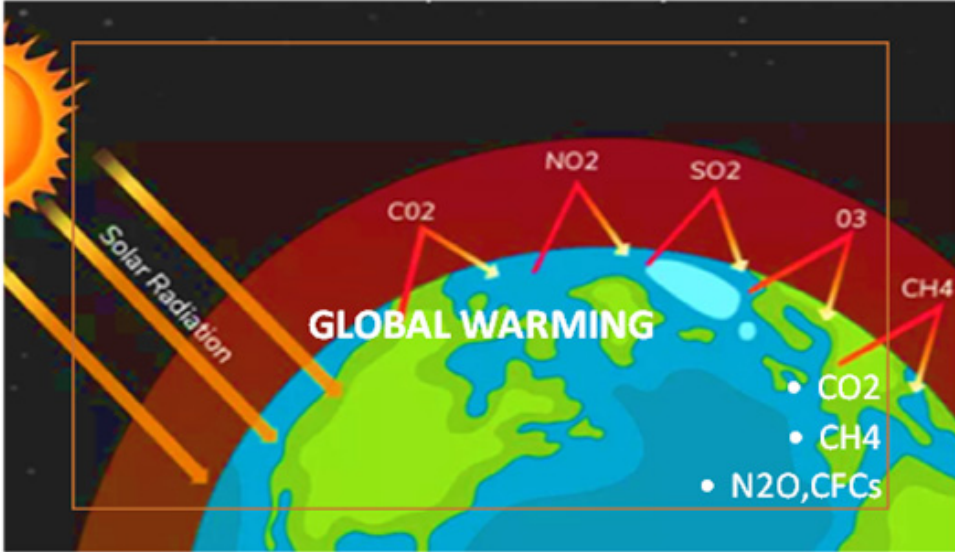 NO2
SO2
C02
03
Solar Radiation
CH4
GLOBAL WARMING
• CO2
• CH4
• N2O,CFCs